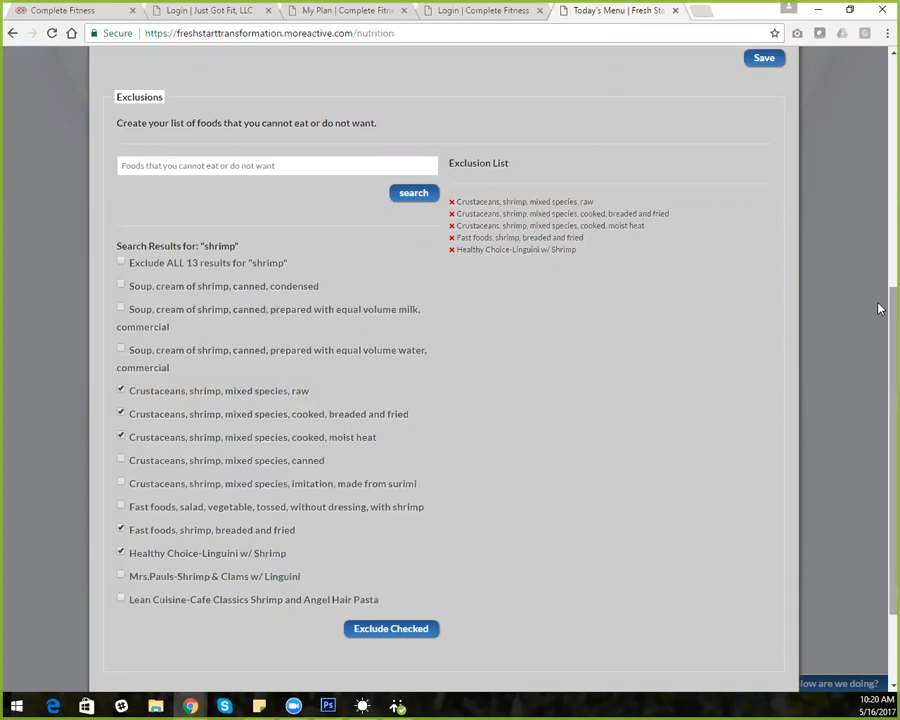 Complete Fitness
Login | Just Got Fit, LLC
My Plan | Complete Fitn
Login | Complete Fitness
Today's Menu | Fresh Sta
Secure https://freshstarttransformation.moreactive.com/nutrition
Save
Exclusions
Create your list of foods that you cannot eat or do not want.
Foods that you cannot eat or do not want
search
Exclusion List
Crustaceans, shrimp, mixed species, raw
Crustaceans, shrimp, mixed species, cooked, breaded and fried
Crustaceans, shrimp, mixed species, cooked, moist heat
Fast foods, shrimp, breaded and fried
Healthy Choice-Linguini w/ Shrimp
Search Results for: "shrimp"
Exclude ALL 13 results for "shrimp"
Soup, cream of shrimp, canned, condensed
Soup, cream of shrimp, canned, prepared with equal volume milk,
commercial
Soup, cream of shrimp, canned, prepared with equal volume water,
commercial
Crustaceans, shrimp, mixed species, raw
Crustaceans, shrimp, mixed species, cooked, breaded and fried
Crustaceans, shrimp, mixed species, cooked, moist heat
Crustaceans, shrimp, mixed species, canned
Crustaceans, shrimp, mixed species, imitation, made from surimi
Fast foods, salad, vegetable, tossed, without dressing, with shrimp
Fast foods, shrimp, breaded and fried
Healthy Choice-Linguini w/ Shrimp
Mrs.Pauls-Shrimp & Clams w/ Linguini
Lean Cuisine-Cafe Classics Shrimp and Angel Hair Pasta
Exclude Checked
How are we doing?
Ps
10:20 AM
5/16/2017